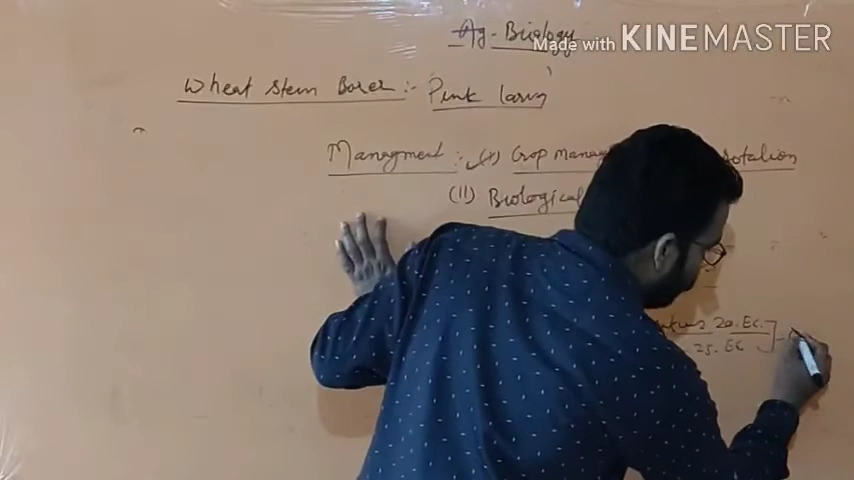 Ag-Biology
Made with KINEMASTER
Wheat Stem Borer:- Pink larva
Managment:- (I) Crop Manag otation
(II) Biological
20. EC.
25. EC